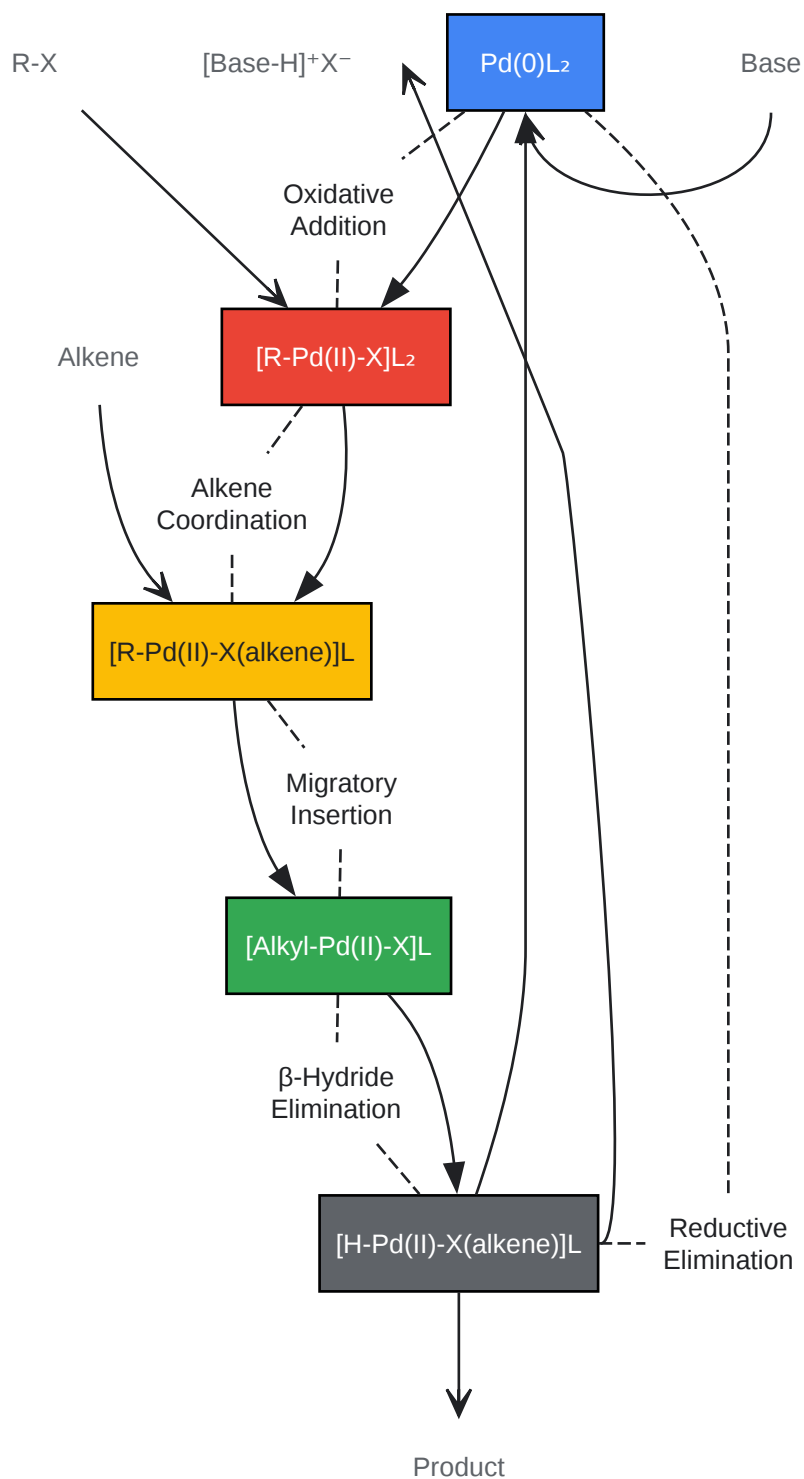 R-X
[Base-H]⁺X⁻
Pd(0)L₂
Base
Oxidative
Addition
Alkene
[R-Pd(II)-X]L₂
Alkene
Coordination
[R-Pd(II)-X(alkene)]L
Migratory
Insertion
[Alkyl-Pd(II)-X]L
β-Hydride
Elimination
[H-Pd(II)-X(alkene)]L
Reductive
Elimination
Product